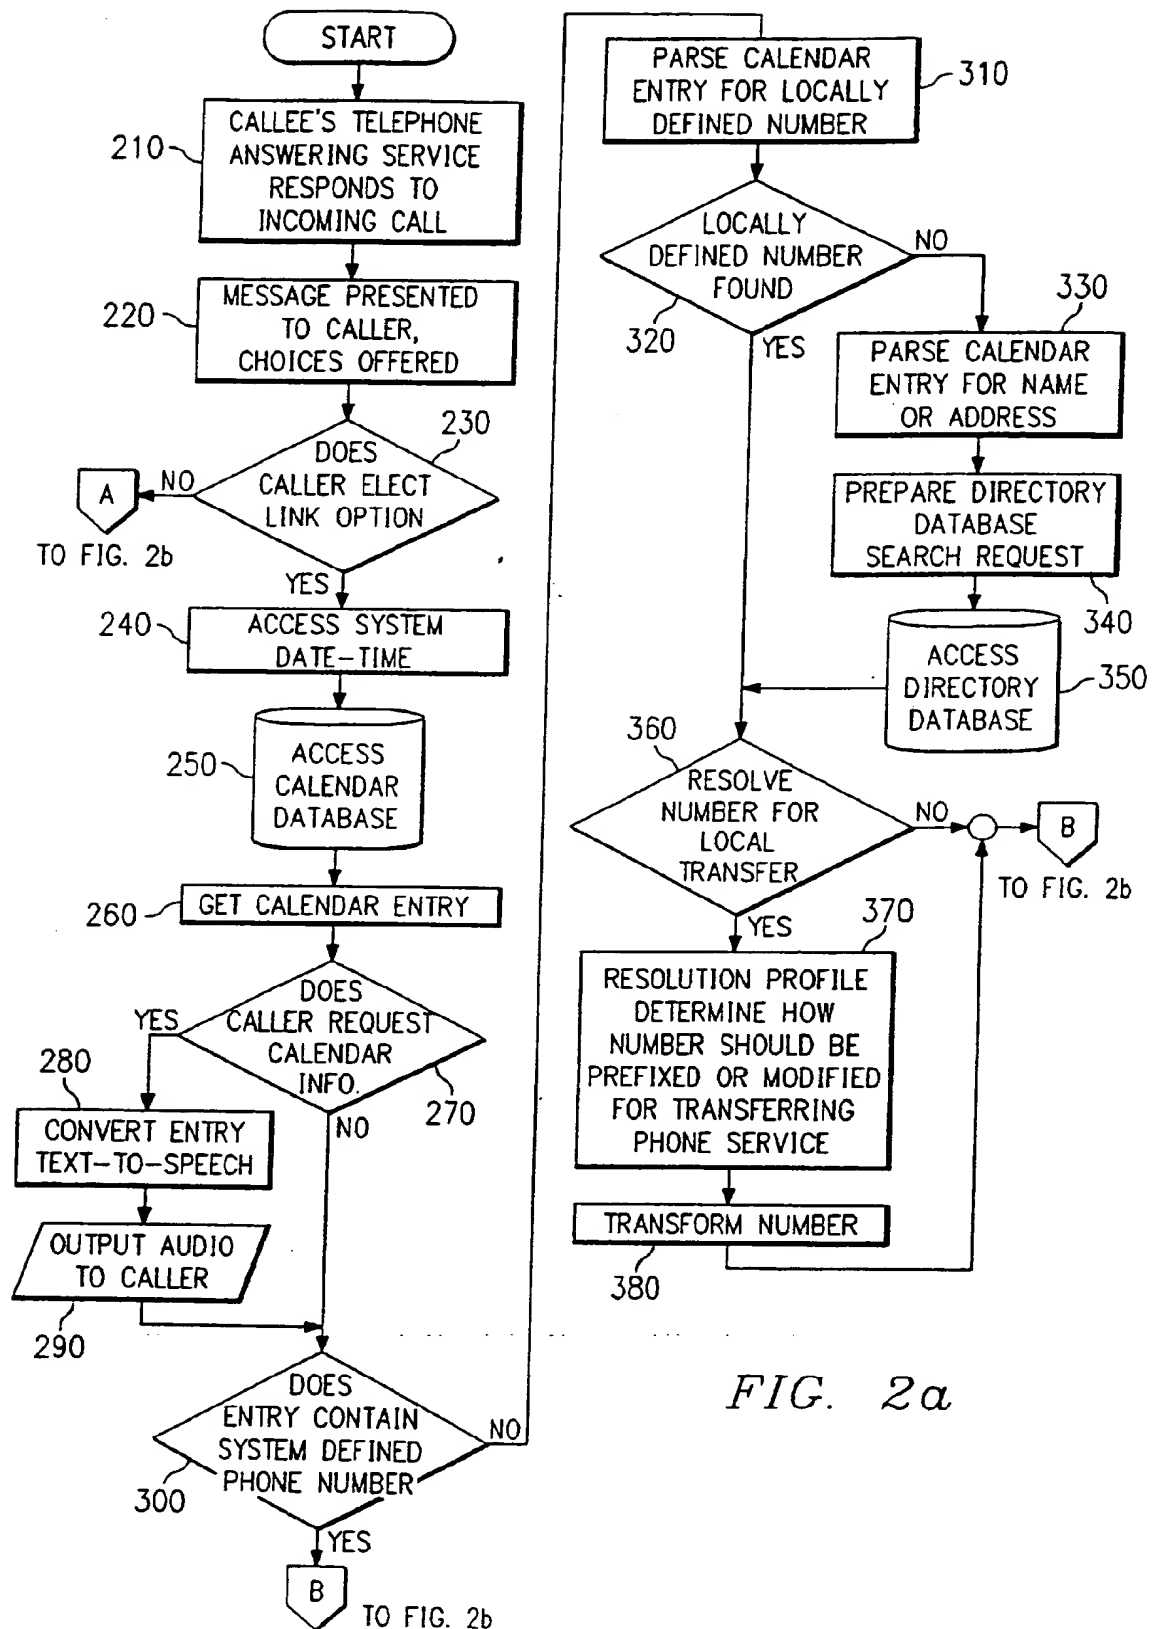 START
210
CALLEE'S TELEPHONE
ANSWERING SERVICE
RESPONDS TO
INCOMING CALL
220
MESSAGE PRESENTED
TO CALLER,
CHOICES OFFERED
230
DOES
CALLER ELECT
LINK OPTION
NO
A
TO FIG. 2b
YES
240
ACCESS SYSTEM
DATE-TIME
250
ACCESS
CALENDAR
DATABASE
260
GET CALENDAR ENTRY
DOES
CALLER REQUEST
CALENDAR
INFO.
270
YES
NO
280
CONVERT ENTRY
TEXT-TO-SPEECH
OUTPUT AUDIO
TO CALLER
290
DOES
ENTRY CONTAIN
SYSTEM DEFINED
PHONE NUMBER
300
NO
YES
B
TO FIG. 2b
PARSE CALENDAR
ENTRY FOR LOCALLY
DEFINED NUMBER
310
LOCALLY
DEFINED NUMBER
FOUND
320
NO
YES
330
PARSE CALENDAR
ENTRY FOR NAME
OR ADDRESS
PREPARE DIRECTORY
DATABASE
SEARCH REQUEST
340
ACCESS
DIRECTORY
DATABASE
350
360
RESOLVE
NUMBER FOR
LOCAL
TRANSFER
NO
B
TO FIG. 2b
YES
370
RESOLUTION PROFILE
DETERMINE HOW
NUMBER SHOULD BE
PREFIXED OR MODIFIED
FOR TRANSFERRING
PHONE SERVICE
TRANSFORM NUMBER
380
FIG. 2a